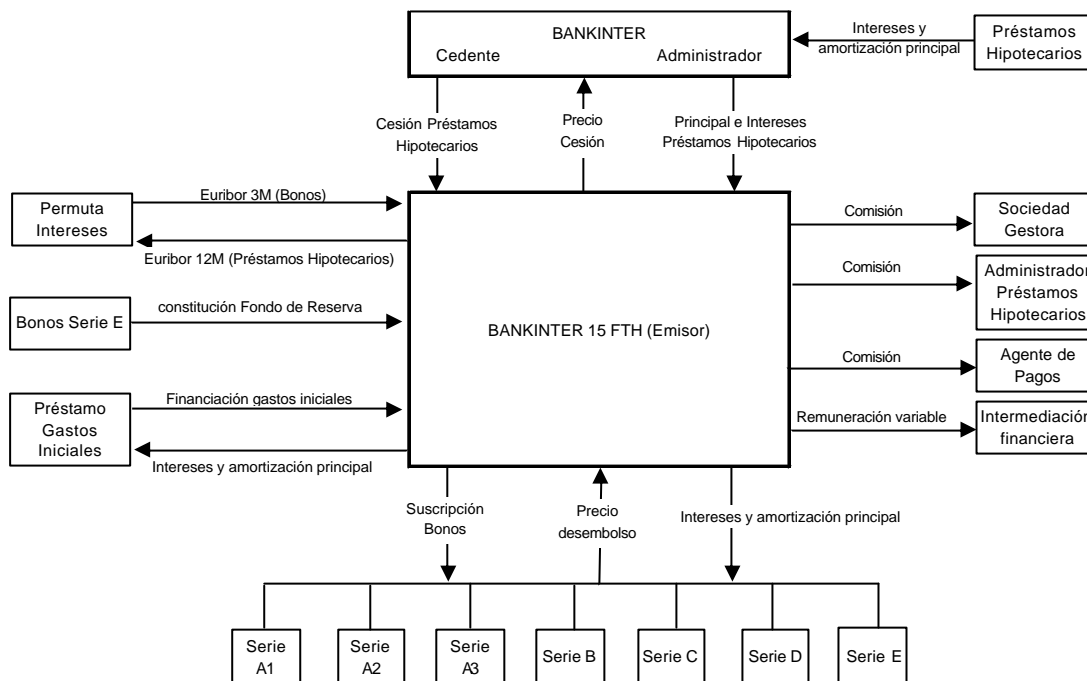 BANKINTER
Cedente
Administrador
Intereses y
amortización principal
Préstamos
Hipotecarios
Cesión Préstamos
Hipotecarios
Precio
Cesión
Principal e Intereses
Préstamos Hipotecarios
Permuta
Intereses
Euribor 3M (Bonos)
Euribor 12M (Préstamos Hipotecarios)
Bonos Serie E
constitución Fondo de Reserva
Préstamo
Gastos
Iniciales
Financiación gastos iniciales
Intereses y amortización principal
BANKINTER 15 FTH (Emisor)
Comisión
Sociedad
Gestora
Comisión
Administrador
Préstamos
Hipotecarios
Comisión
Agente de
Pagos
Remuneración variable
Intermediación
financiera
Suscripción
Bonos
Precio
desembolso
Intereses y amortización principal
Serie
A1
Serie
A2
Serie
A3
Serie B
Serie C
Serie D
Serie E